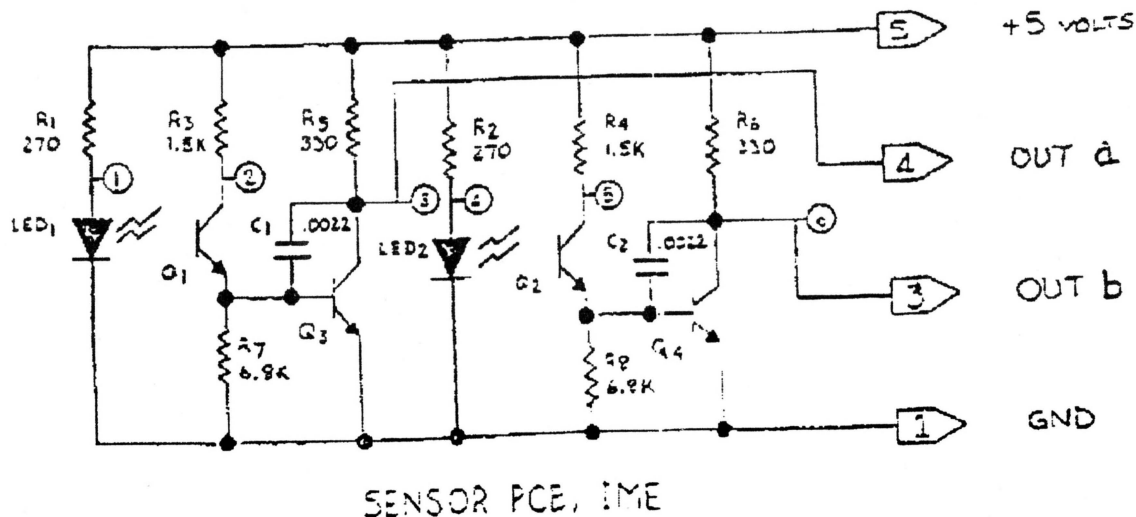 5 +5 VOLTS
R1
270
R3
1.5K
R5
330
R2
270
R4
1.5K
R6
330
4 OUT a
1
2
3
LED1
C1
.0022
LED2
C2
.0022
Q1
Q2
3 OUT b
Q3
Q4
R7
6.8K
R8
6.8K
1 GND
SENSOR PCB, IME